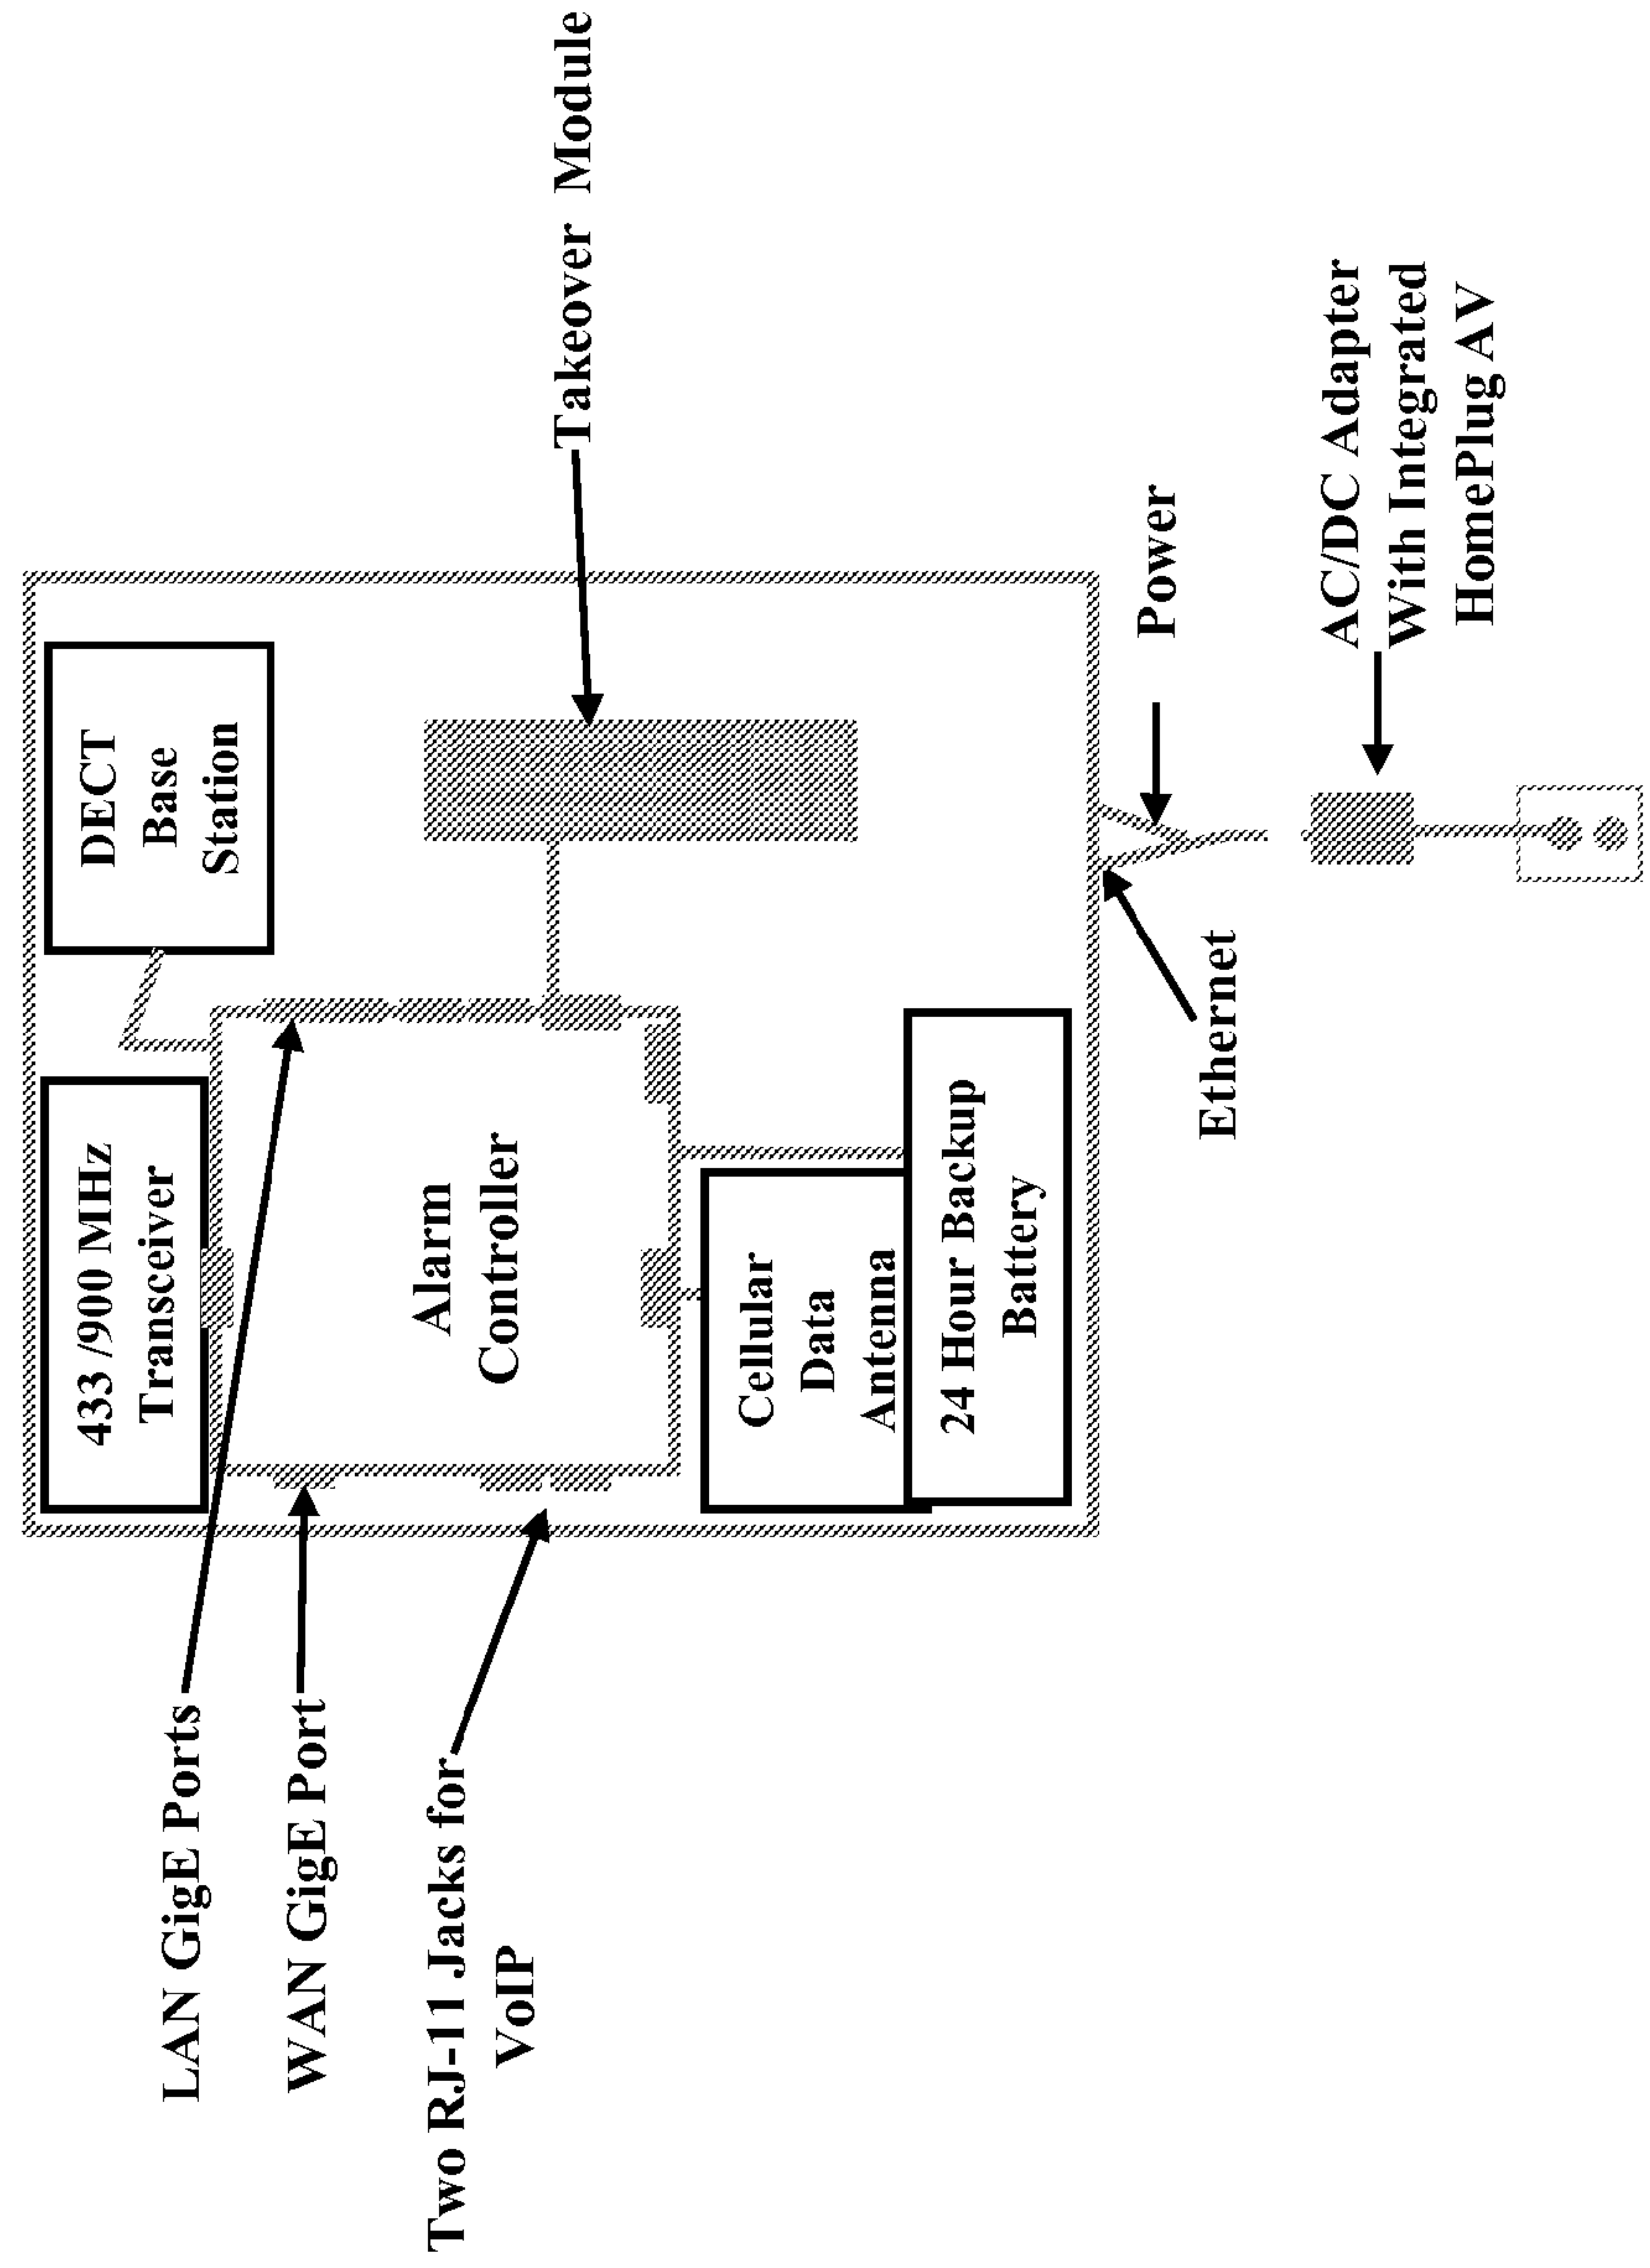 LAN GigE Ports
WAN GigE Port
Two RJ-11 Jacks for
VoIP
433 /900 MHz
Transceiver
DECT
Base
Station
Alarm
Controller
Takeover Module
Cellular
Data
Antenna
24 Hour Backup
Battery
Ethernet
Power
AC/DC Adapter
With Integrated
HomePlug AV